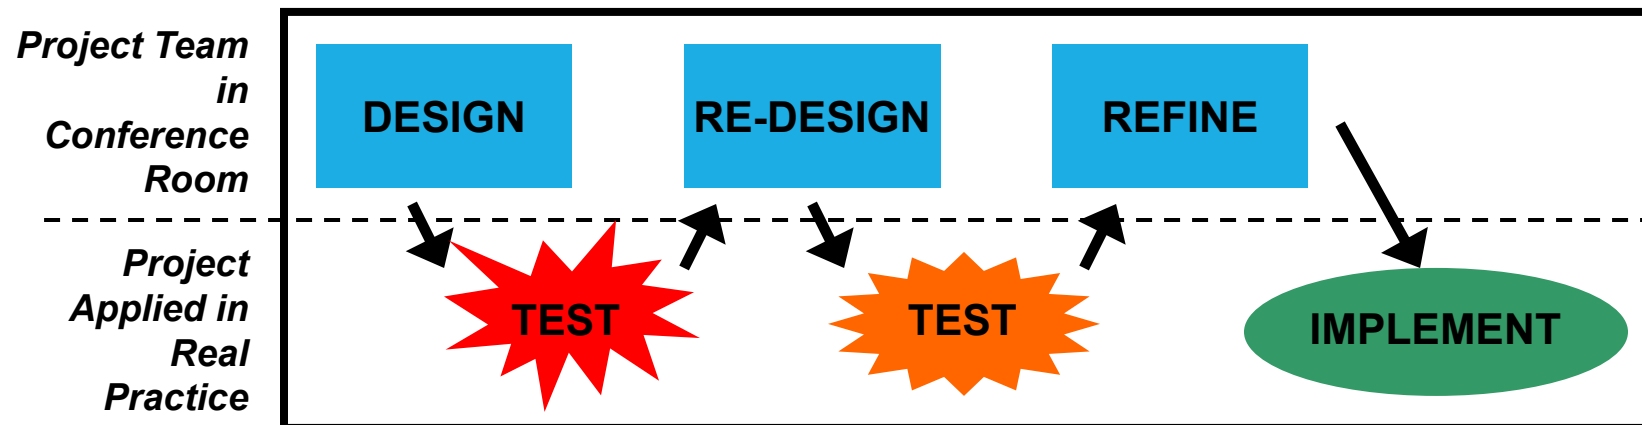 Project Team
in
Conference
Room
DESIGN
RE-DESIGN
REFINE
Project
Applied in
Real
Practice
TEST
TEST
IMPLEMENT